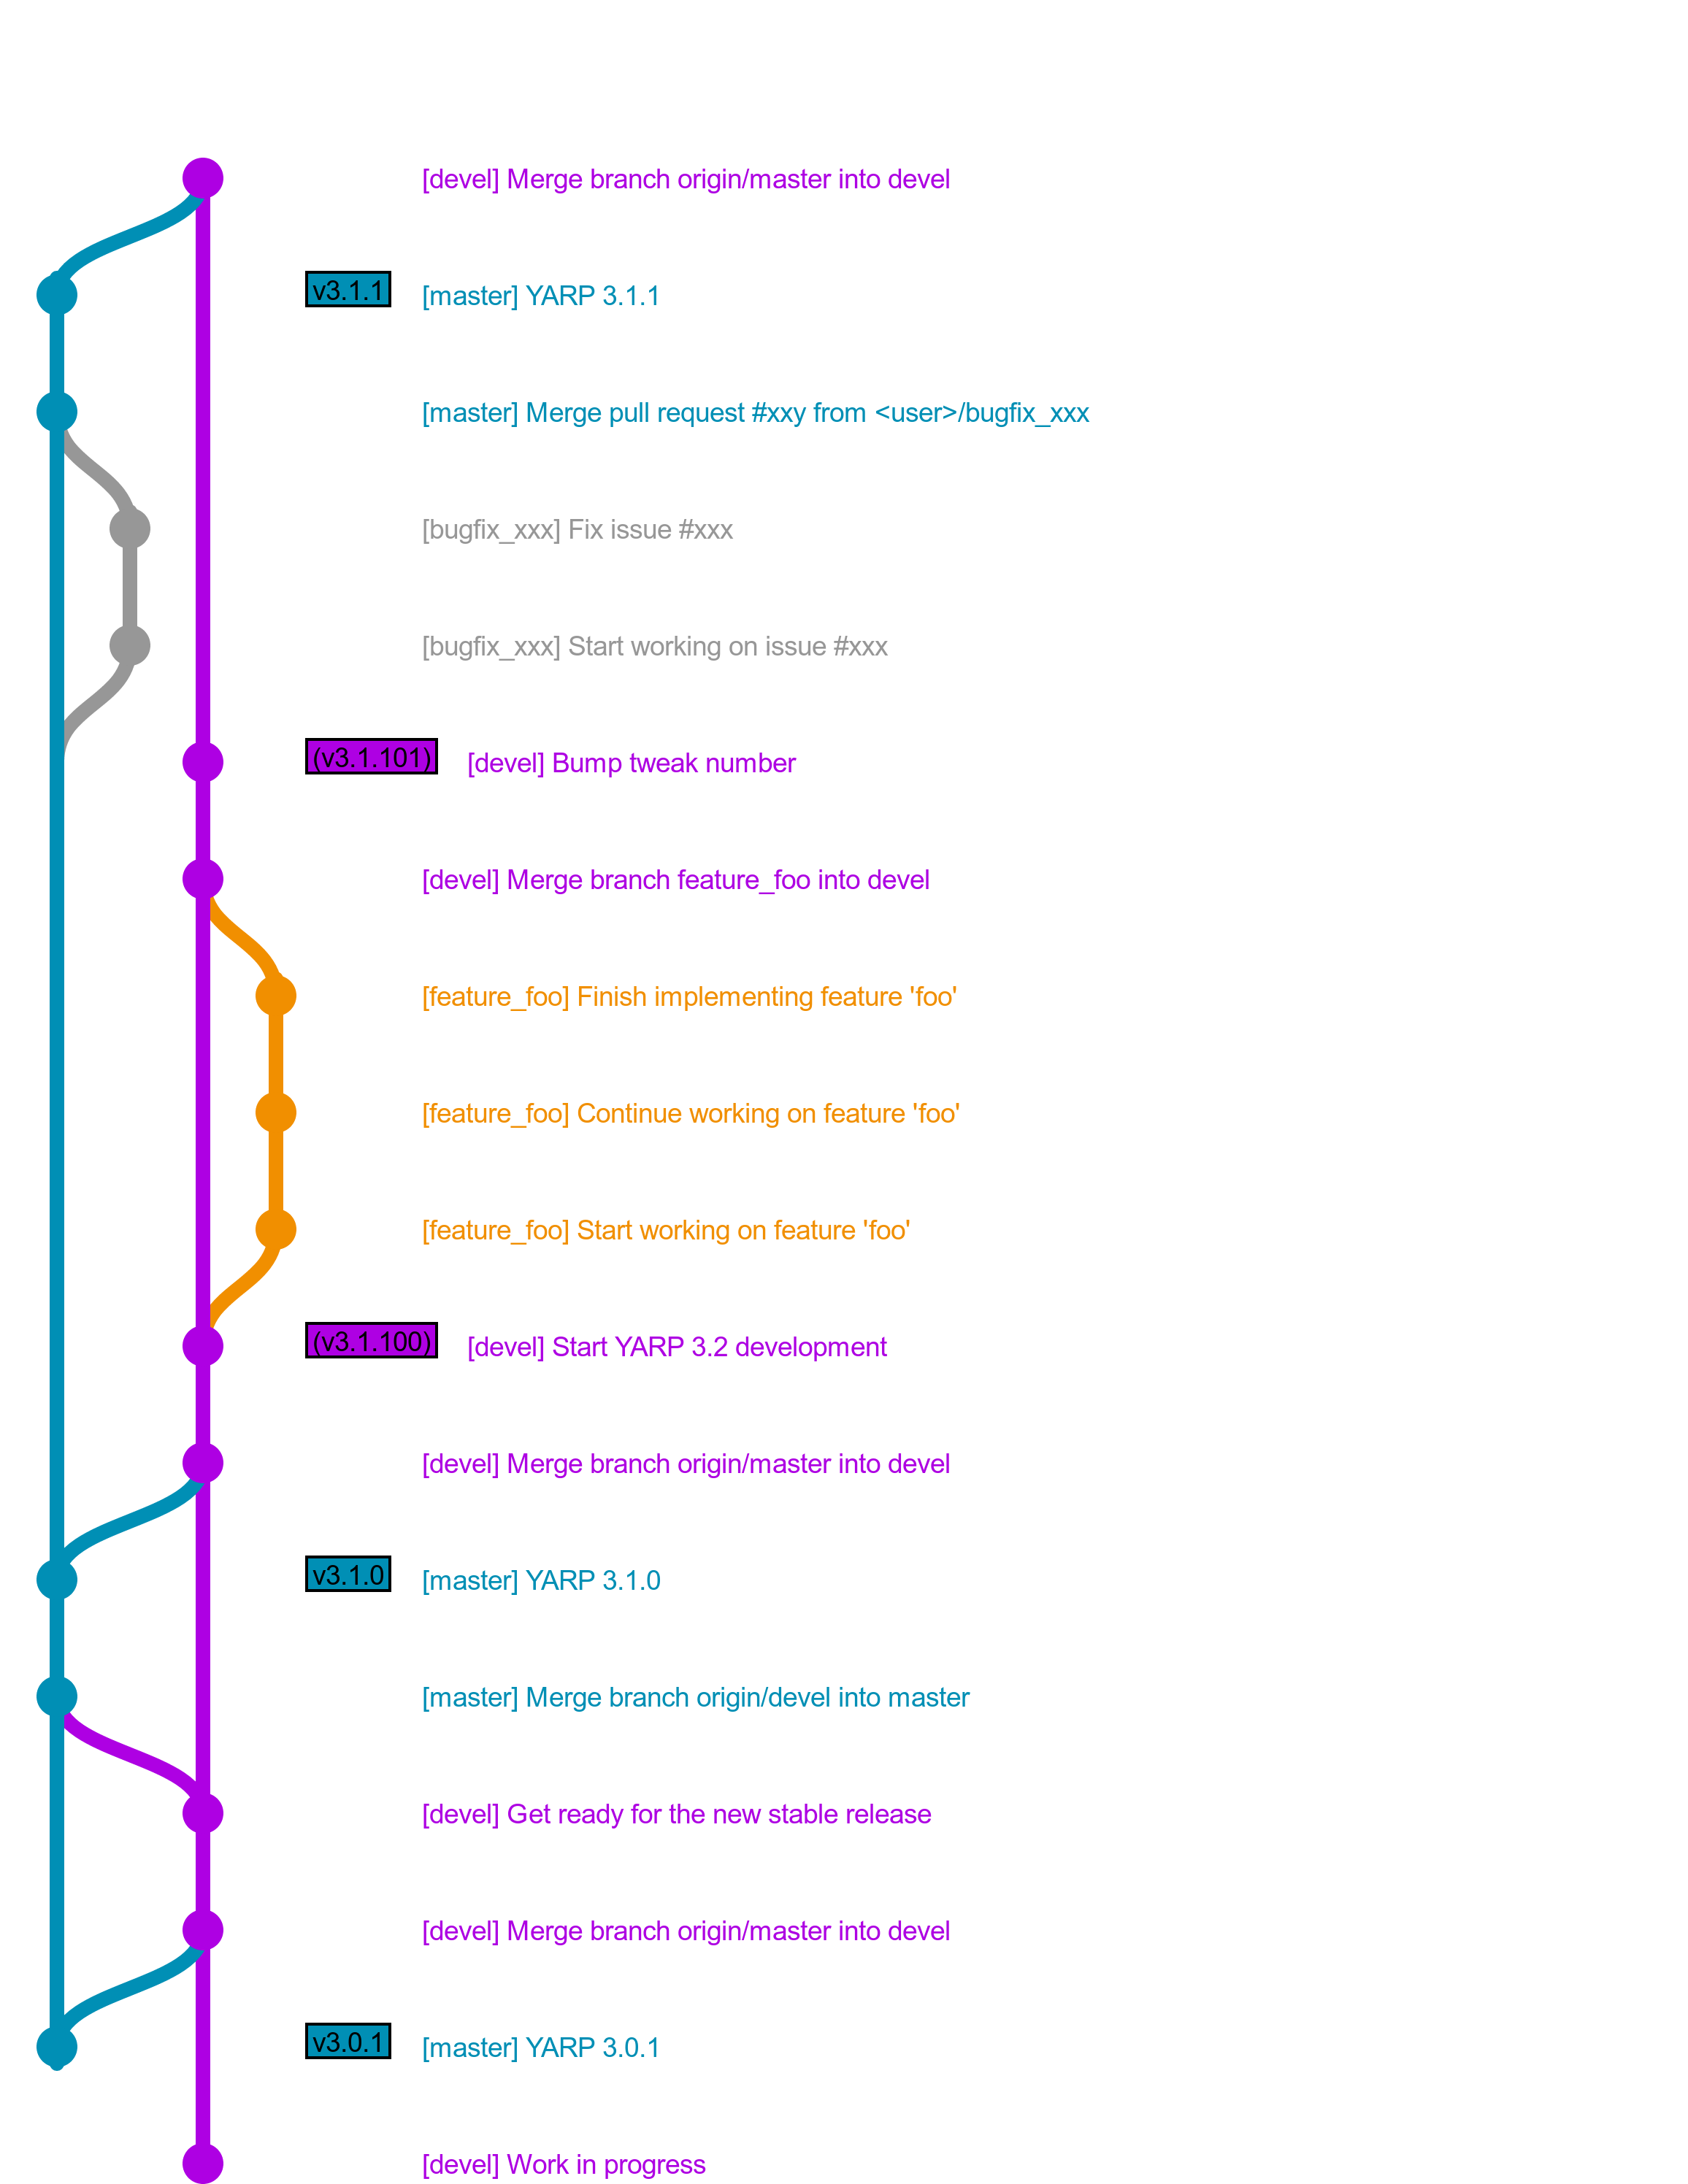 [devel] Merge branch origin/master into devel
v3.1.1 [master] YARP 3.1.1
[master] Merge pull request #xxy from <user>/bugfix_xxx
[bugfix_xxx] Fix issue #xxx
[bugfix_xxx] Start working on issue #xxx
(v3.1.101) [devel] Bump tweak number
[devel] Merge branch feature_foo into devel
[feature_foo] Finish implementing feature 'foo'
[feature_foo] Continue working on feature 'foo'
[feature_foo] Start working on feature 'foo'
(v3.1.100) [devel] Start YARP 3.2 development
[devel] Merge branch origin/master into devel
v3.1.0 [master] YARP 3.1.0
[master] Merge branch origin/devel into master
[devel] Get ready for the new stable release
[devel] Merge branch origin/master into devel
v3.0.1 [master] YARP 3.0.1
[devel] Work in progress